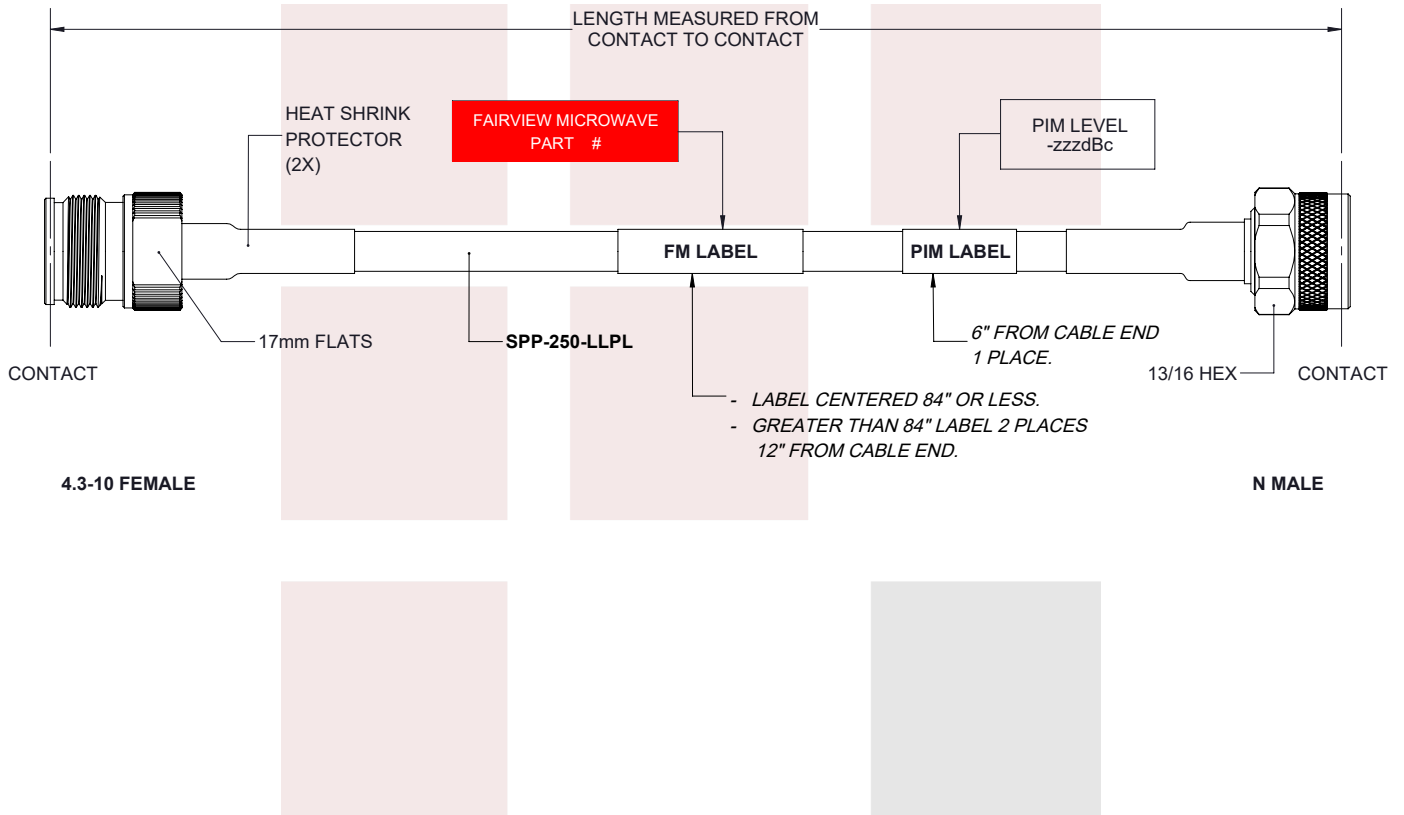 LENGTH MEASURED FROM
CONTACT TO CONTACT
HEAT SHRINK
PROTECTOR
(2X)
FAIRVIEW MICROWAVE
PART #
PIM LEVEL
-zzzdBc
FM LABEL
PIM LABEL
17mm FLATS
SPP-250-LLPL
6" FROM CABLE END
1 PLACE.
CONTACT
13/16 HEX
CONTACT
- LABEL CENTERED 84" OR LESS.
- GREATER THAN 84" LABEL 2 PLACES
12" FROM CABLE END.
4.3-10 FEMALE
N MALE